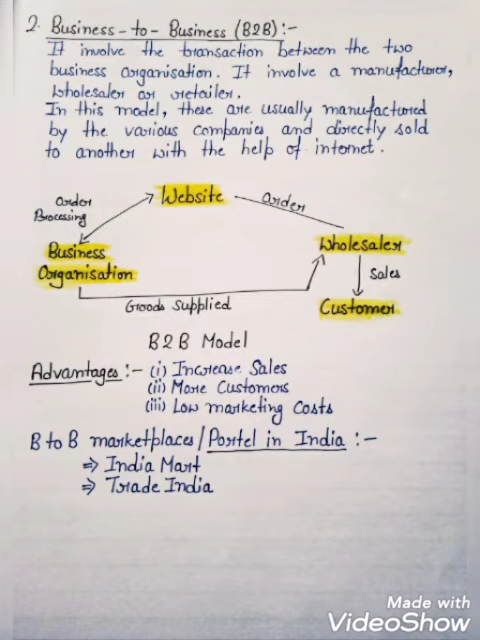 2. Business-to-Business (B2B) :-
It involve the transaction between the two
business organisation. It involve a manufacturer,
wholesaler or retailer.
In this model, these are usually manufactured
by the various companies and directly sold
to another with the help of internet.
Website
Order
Processing
Order
Business
Organisation
Wholesaler
Sales
Customer
Goods Supplied
B2B Model
Advantages :- (i) Increase Sales
(ii) More Customers
(iii) Low marketing Costs
B to B marketplaces/Portel in India :-
⇒ India Mart
⇒ Trade India
Made with
VideoShow